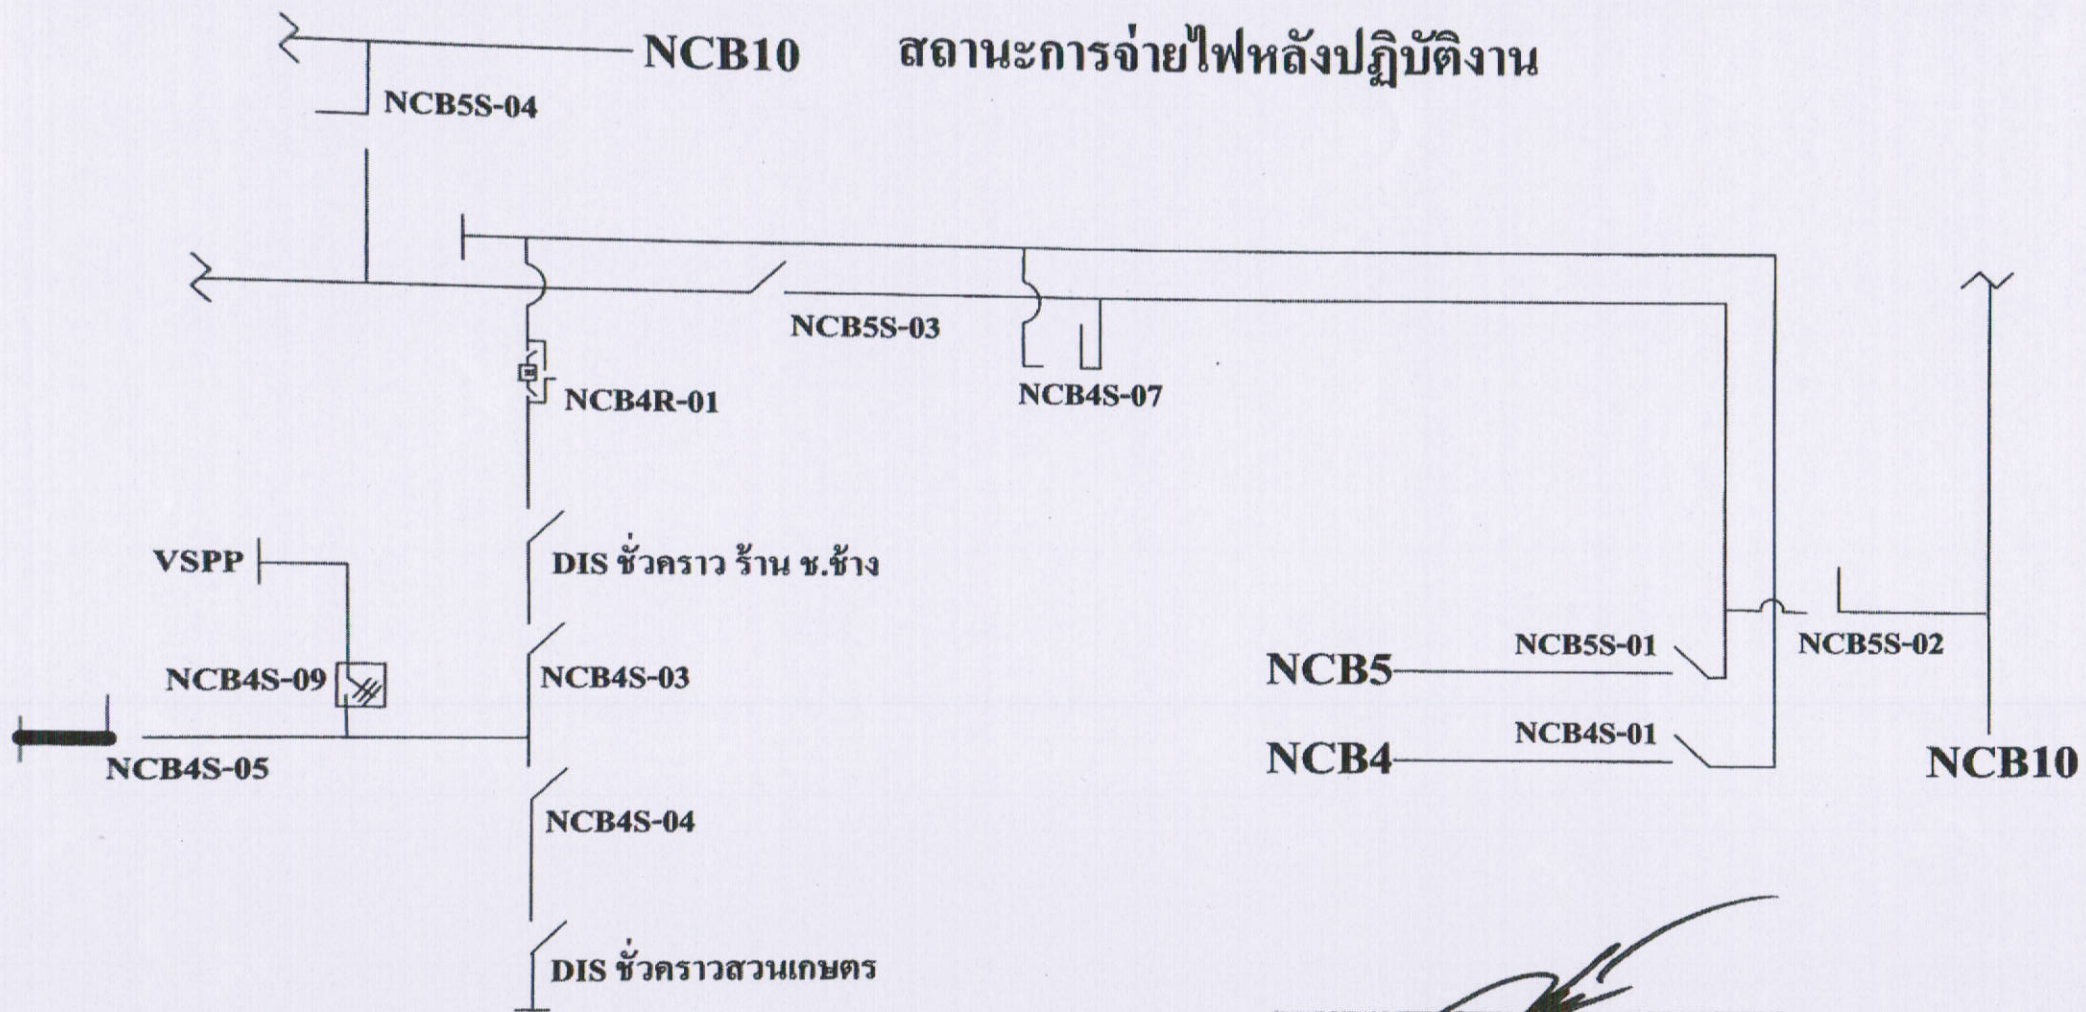 NCB10 สถานะการจ่ายไฟหลังปฏิบัติงาน
NCB5S-04
NCB5S-03
NCB4R-01
NCB4S-07
VSPP
DIS ชั่วคราว ร้าน ช.ช้าง
NCB4S-09
NCB4S-03
NCB5
NCB5S-01
NCB5S-02
NCB4S-05
NCB4
NCB4S-01
NCB10
NCB4S-04
DIS ชั่วคราวสวนเกษตร